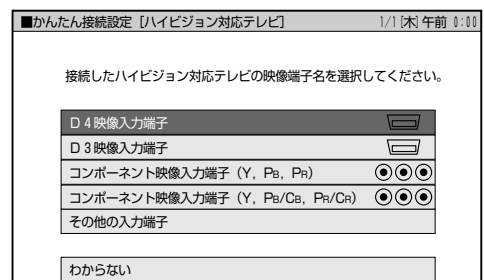 ■かんたん接続設定［ハイビジョン対応テレビ］ 1/1［木］午前 0:00
接続したハイビジョン対応テレビの映像端子名を選択してください。
D 4 映像入力端子
D 3 映像入力端子
コンポーネント映像入力端子（Y, PB, PR）
コンポーネント映像入力端子（Y, PB/CB, PR/CR）
その他の入力端子
わからない